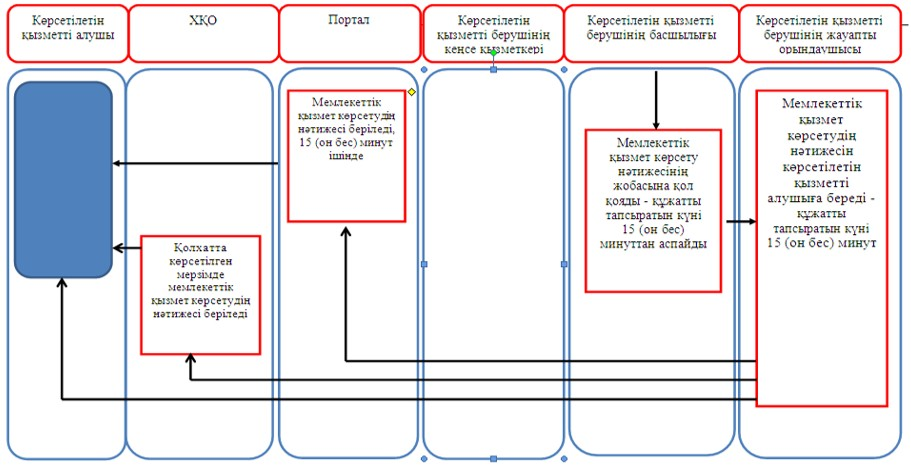 Көрсетілетін
қызметті алушы
ХҚО
Портал
Көрсетілетін
қызметті берушінің
кеңсе қызметкері
Көрсетілетін қызметті
берушінің басшылығы
Көрсетілетін қызметті
берушінің жауапты
орындаушысы
Мемлекеттік
қызмет көрсетудің
нәтижесі беріледі,
15 (он бес) минут
ішінде
Қолхатта
көрсетілген
мерзімде
мемлекеттік
қызмет көрсетудің
нәтижесі беріледі
Мемлекеттік
қызмет көрсету
нәтижесінің
жобасына қол
қояды - құжатты
тапсыратын күні
15 (он бес)
минуттан аспайды
Мемлекеттік
қызмет
көрсетудің
нәтижесін
көрсетілетін
қызметті
алушыға береді -
құжатты
тапсыратын күні
15 (он бес) минут